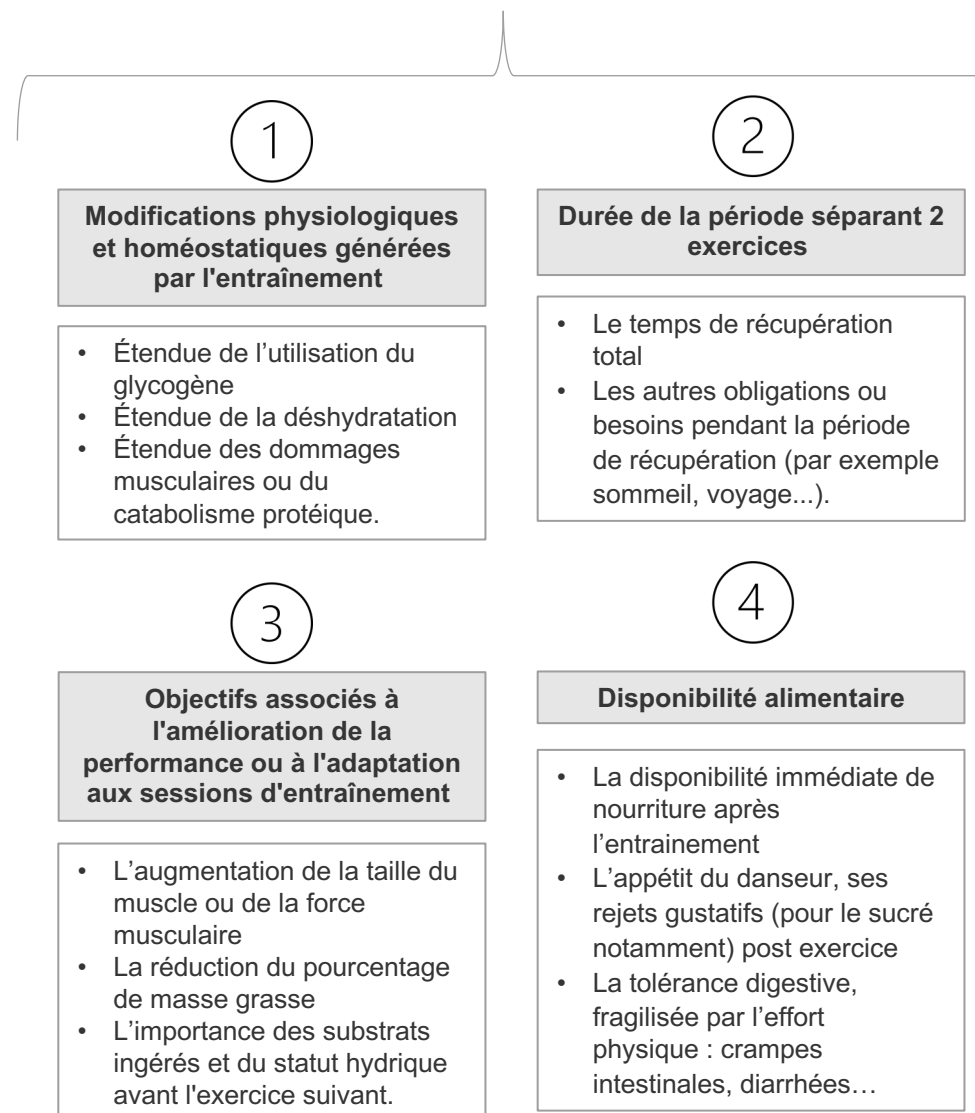 1
Modifications physiologiques
et homéostatiques générées
par l'entraînement
• Étendue de l’utilisation du
glycogène
• Étendue de la déshydratation
• Étendue des dommages
musculaires ou du
catabolisme protéique.
2
Durée de la période séparant 2
exercices
• Le temps de récupération
total
• Les autres obligations ou
besoins pendant la période
de récupération (par exemple
sommeil, voyage...).
3
Objectifs associés à
l'amélioration de la
performance ou à l'adaptation
aux sessions d'entraînement
• L’augmentation de la taille du
muscle ou de la force
musculaire
• La réduction du pourcentage
de masse grasse
• L’importance des substrats
ingérés et du statut hydrique
avant l'exercice suivant.
4
Disponibilité alimentaire
• La disponibilité immédiate de
nourriture après
l’entrainement
• L’appétit du danseur, ses
rejets gustatifs (pour le sucré
notamment) post exercice
• La tolérance digestive,
fragilisée par l’effort
physique : crampes
intestinales, diarrhées…